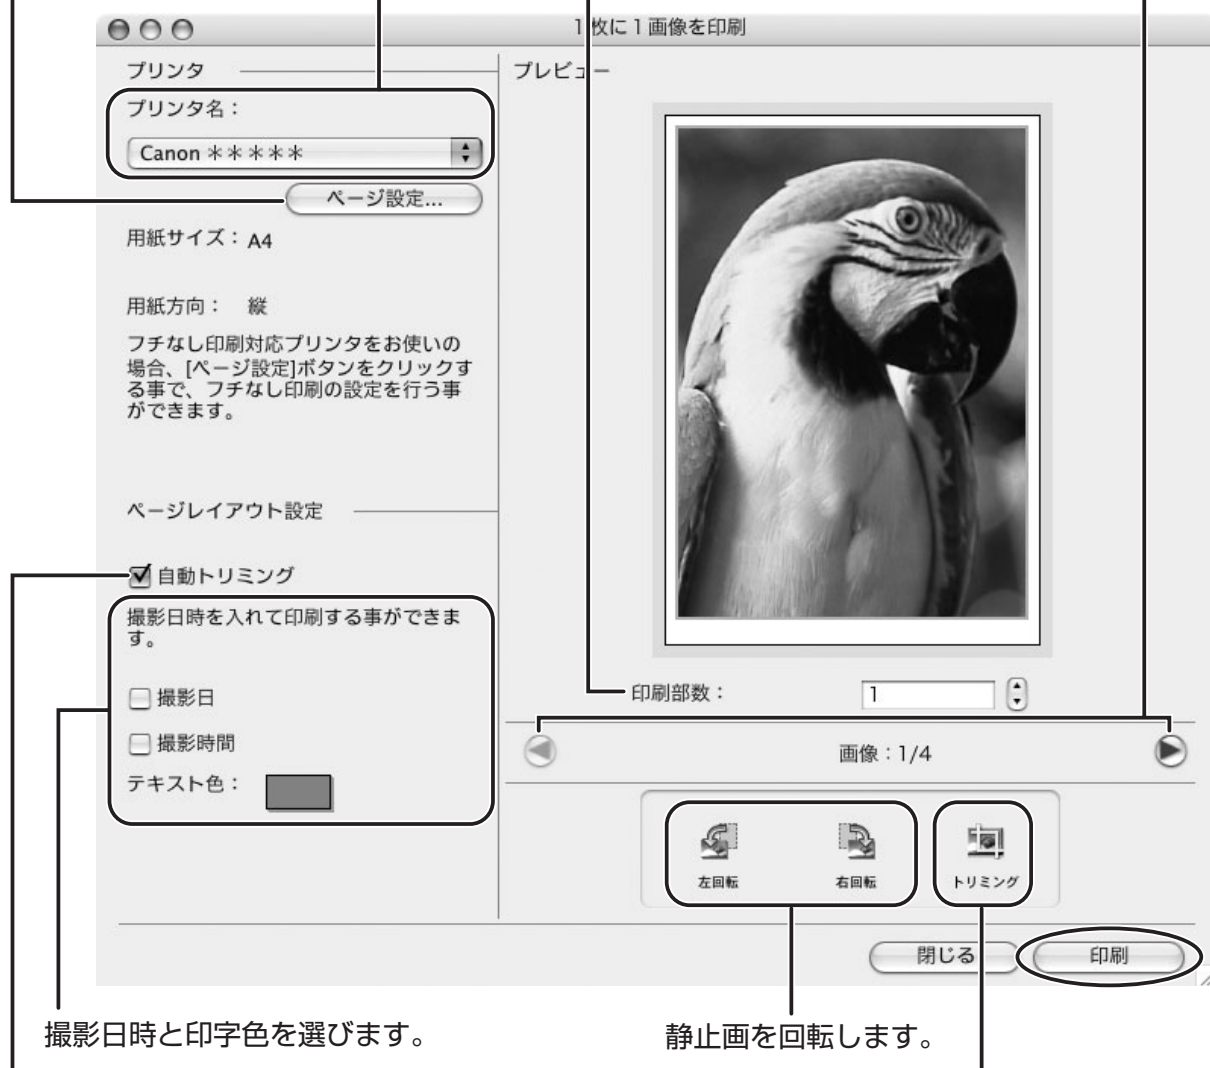 1枚に1画像を印刷
プリンタ
プリンタ名：
Canon ＊＊＊＊＊
ページ設定...
用紙サイズ：A4
用紙方向： 縦
フチなし印刷対応プリンタをお使いの
場合、[ページ設定]ボタンをクリックす
る事で、フチなし印刷の設定を行う事
ができます。
ページレイアウト設定
自動トリミング
撮影日時を入れて印刷する事ができま
す。
撮影日
撮影時間
テキスト色：
プレビュー
印刷部数： 1
画像：1/4
左回転 右回転 トリミング
閉じる 印刷
撮影日時と印字色を選びます。
静止画を回転します。